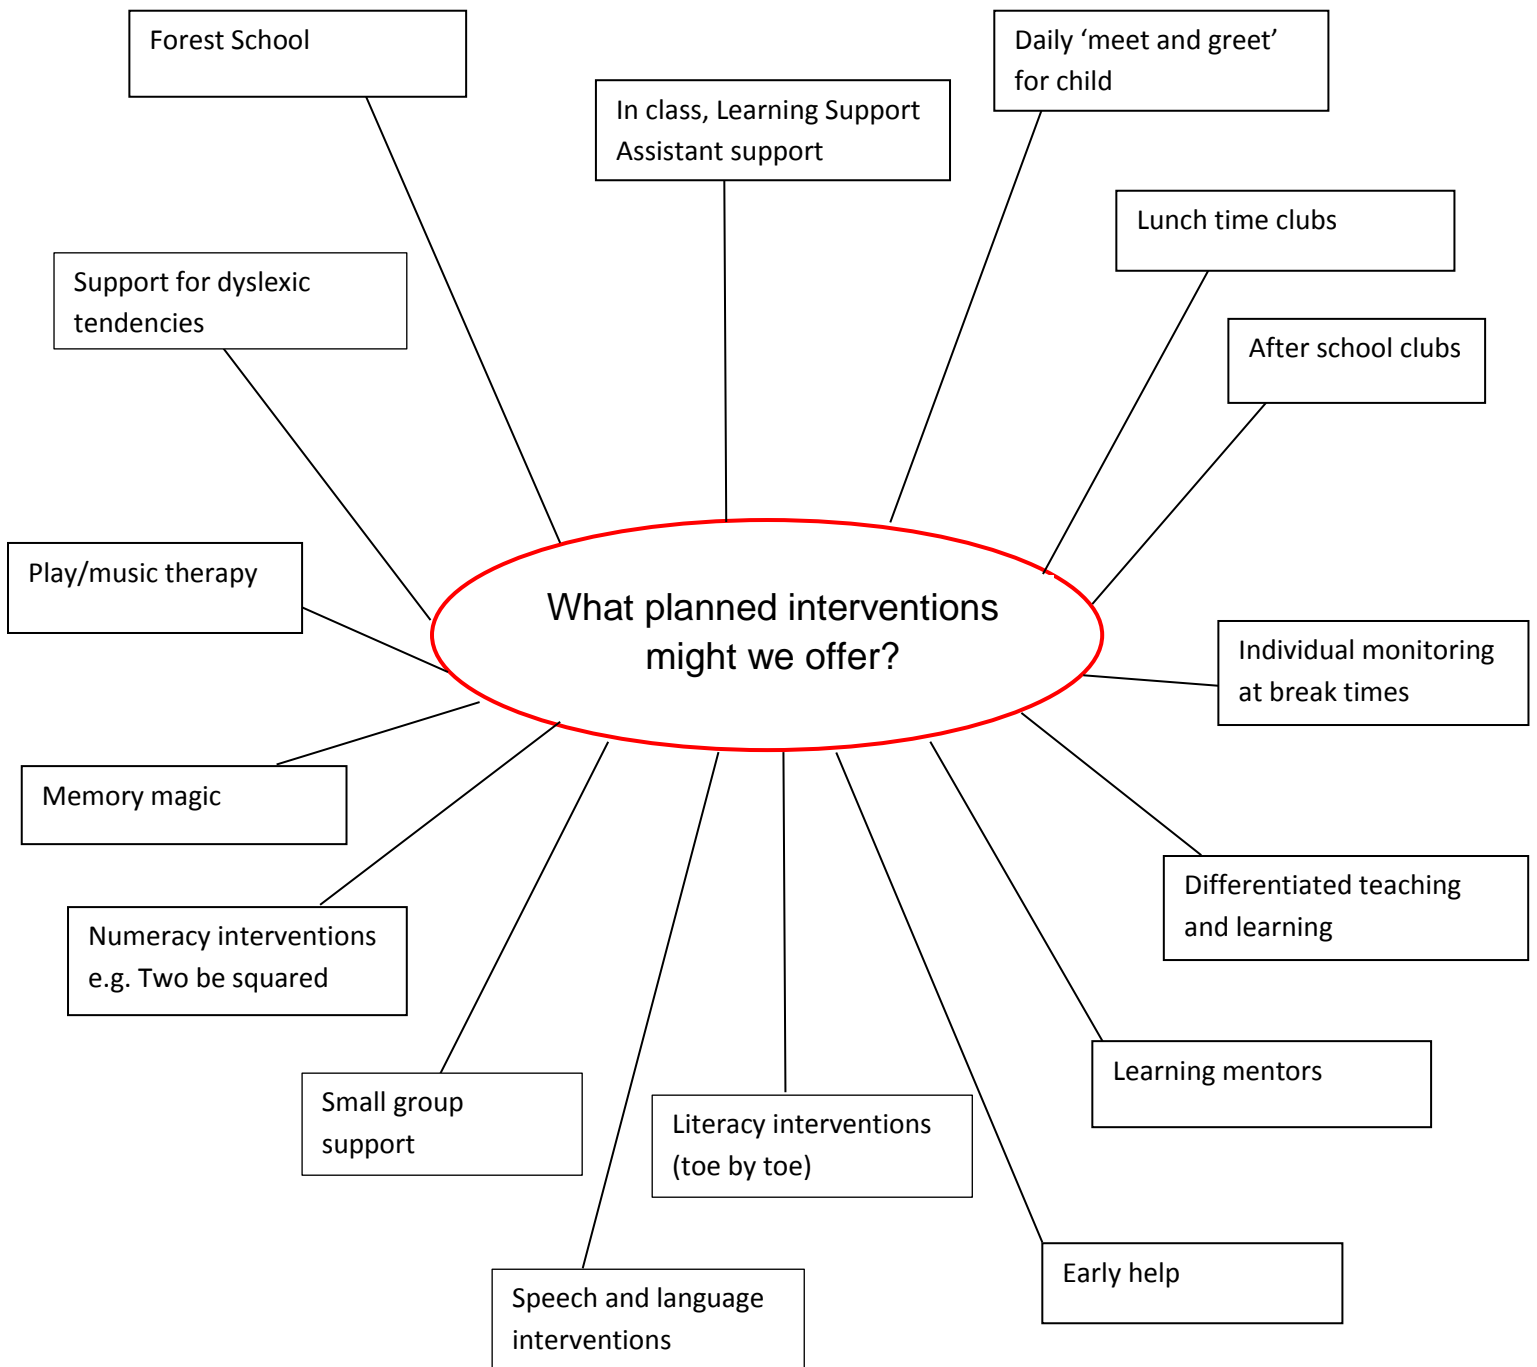 Forest School
Daily ‘meet and greet’
for child
In class, Learning Support
Assistant support
Lunch time clubs
Support for dyslexic
tendencies
After school clubs
Play/music therapy
What planned interventions
might we offer?
Individual monitoring
at break times
Memory magic
Differentiated teaching
and learning
Numeracy interventions
e.g. Two be squared
Learning mentors
Small group
support
Literacy interventions
(toe by toe)
Early help
Speech and language
interventions